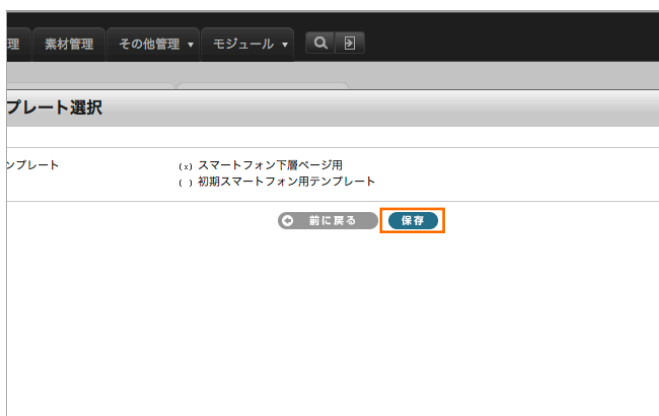 理 素材管理 その他管理 ▼ モジュール ▼
プレート選択
ンプレート (x) スマートフォン下層ページ用
( ) 初期スマートフォン用テンプレート
前に戻る 保存